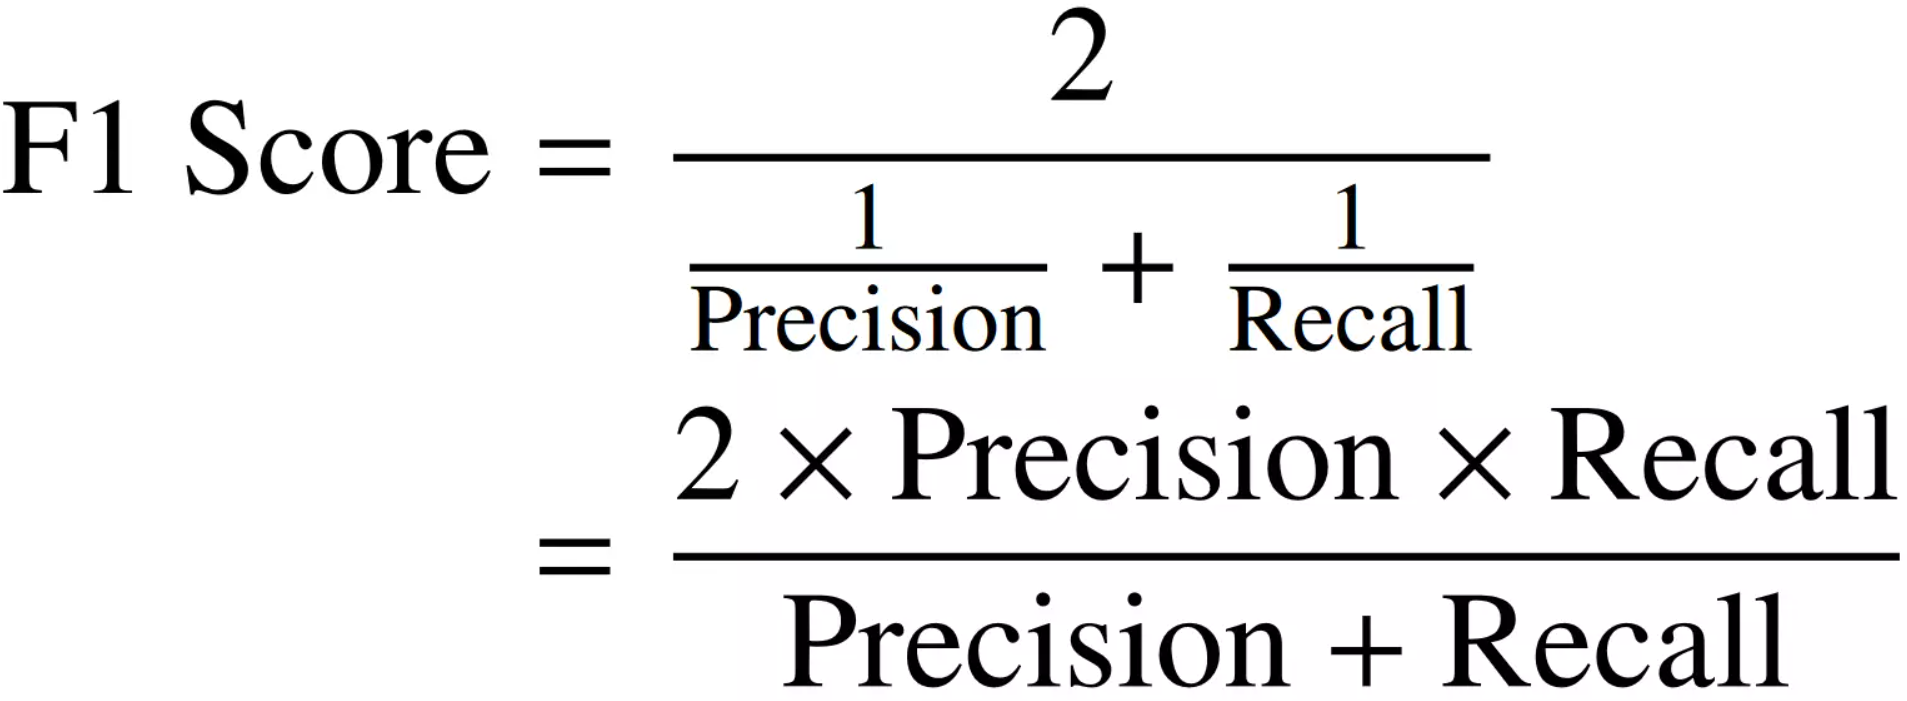 F1 Score = 2 / (1/Precision + 1/Recall)
= (2 × Precision × Recall) / (Precision + Recall)